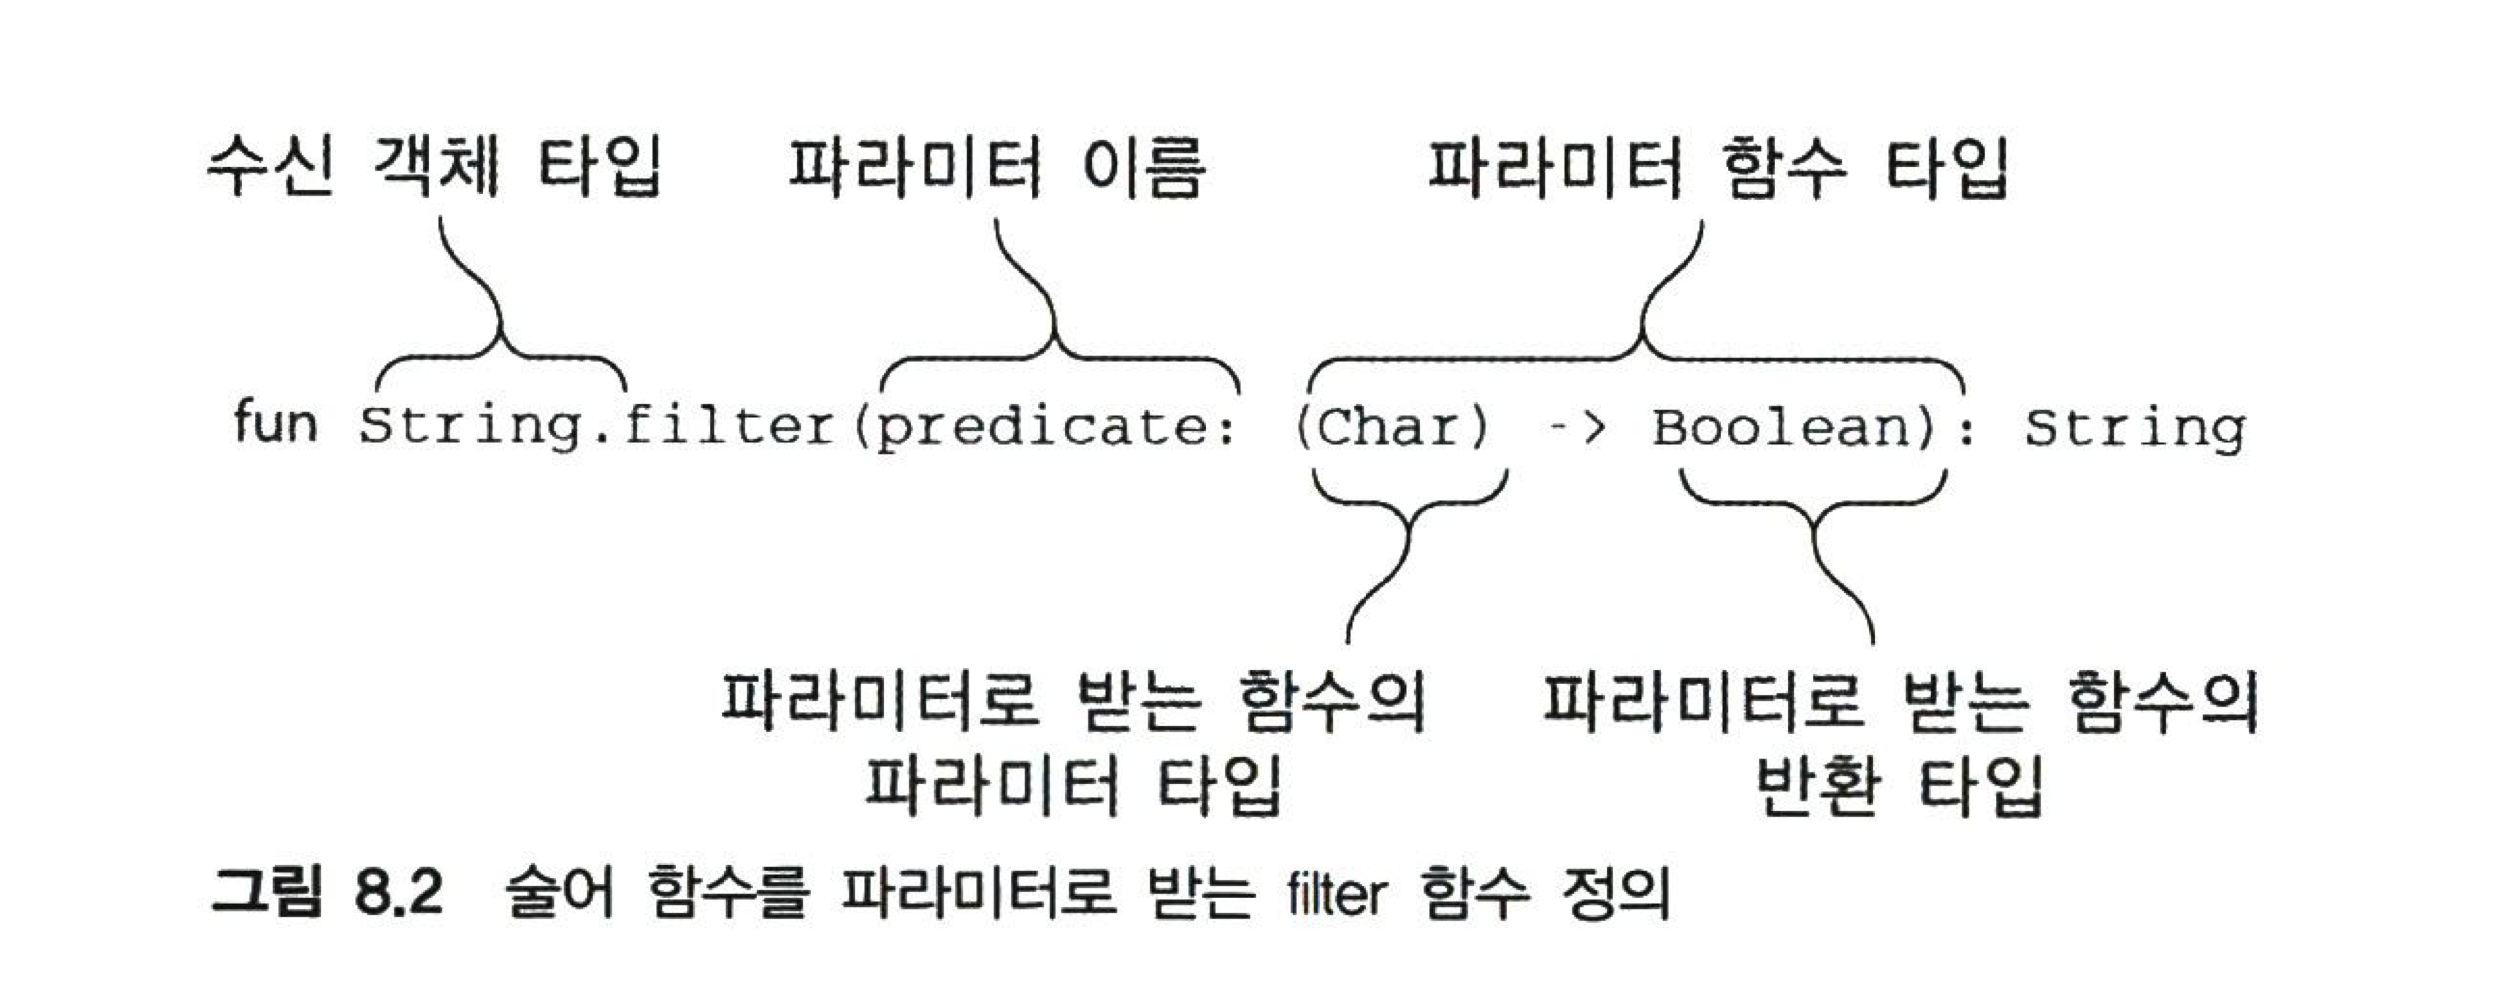 수신 객체 타입 파라미터 이름 파라미터 함수 타입
fun String.filter(predicate: (Char) -> Boolean): String
파라미터로 받는 함수의 파라미터로 받는 함수의
파라미터 타입 반환 타입
그림 8.2 술어 함수를 파라미터로 받는 filter 함수 정의